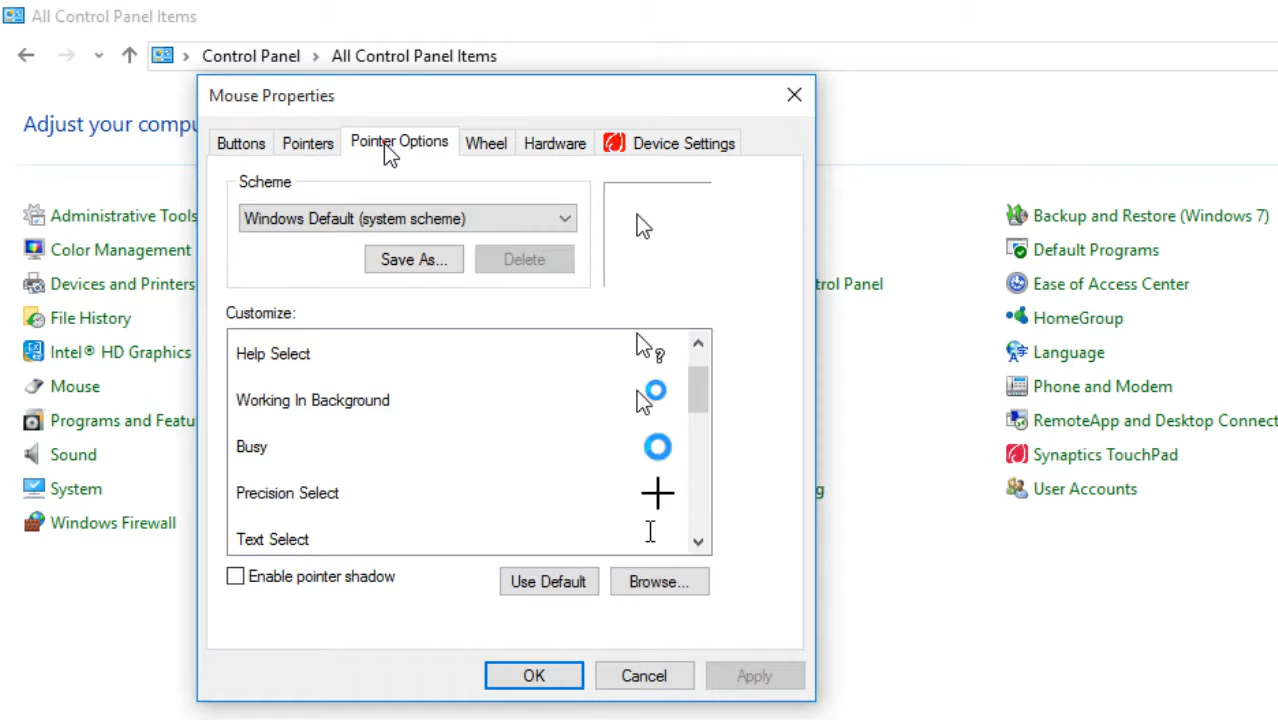 All Control Panel Items
Control Panel > All Control Panel Items
Mouse Properties
Adjust your compu
Buttons Pointers Pointer Options Wheel Hardware Device Settings
Scheme
Windows Default (system scheme)
Save As... Delete
Customize:
Help Select
Working In Background
Busy
Precision Select
Text Select
Enable pointer shadow
Use Default Browse...
OK Cancel Apply
Administrative Tools
Color Management
Devices and Printers
File History
Intel® HD Graphics
Mouse
Programs and Featu
Sound
System
Windows Firewall
trol Panel
g
Backup and Restore (Windows 7)
Default Programs
Ease of Access Center
HomeGroup
Language
Phone and Modem
RemoteApp and Desktop Connect
Synaptics TouchPad
User Accounts